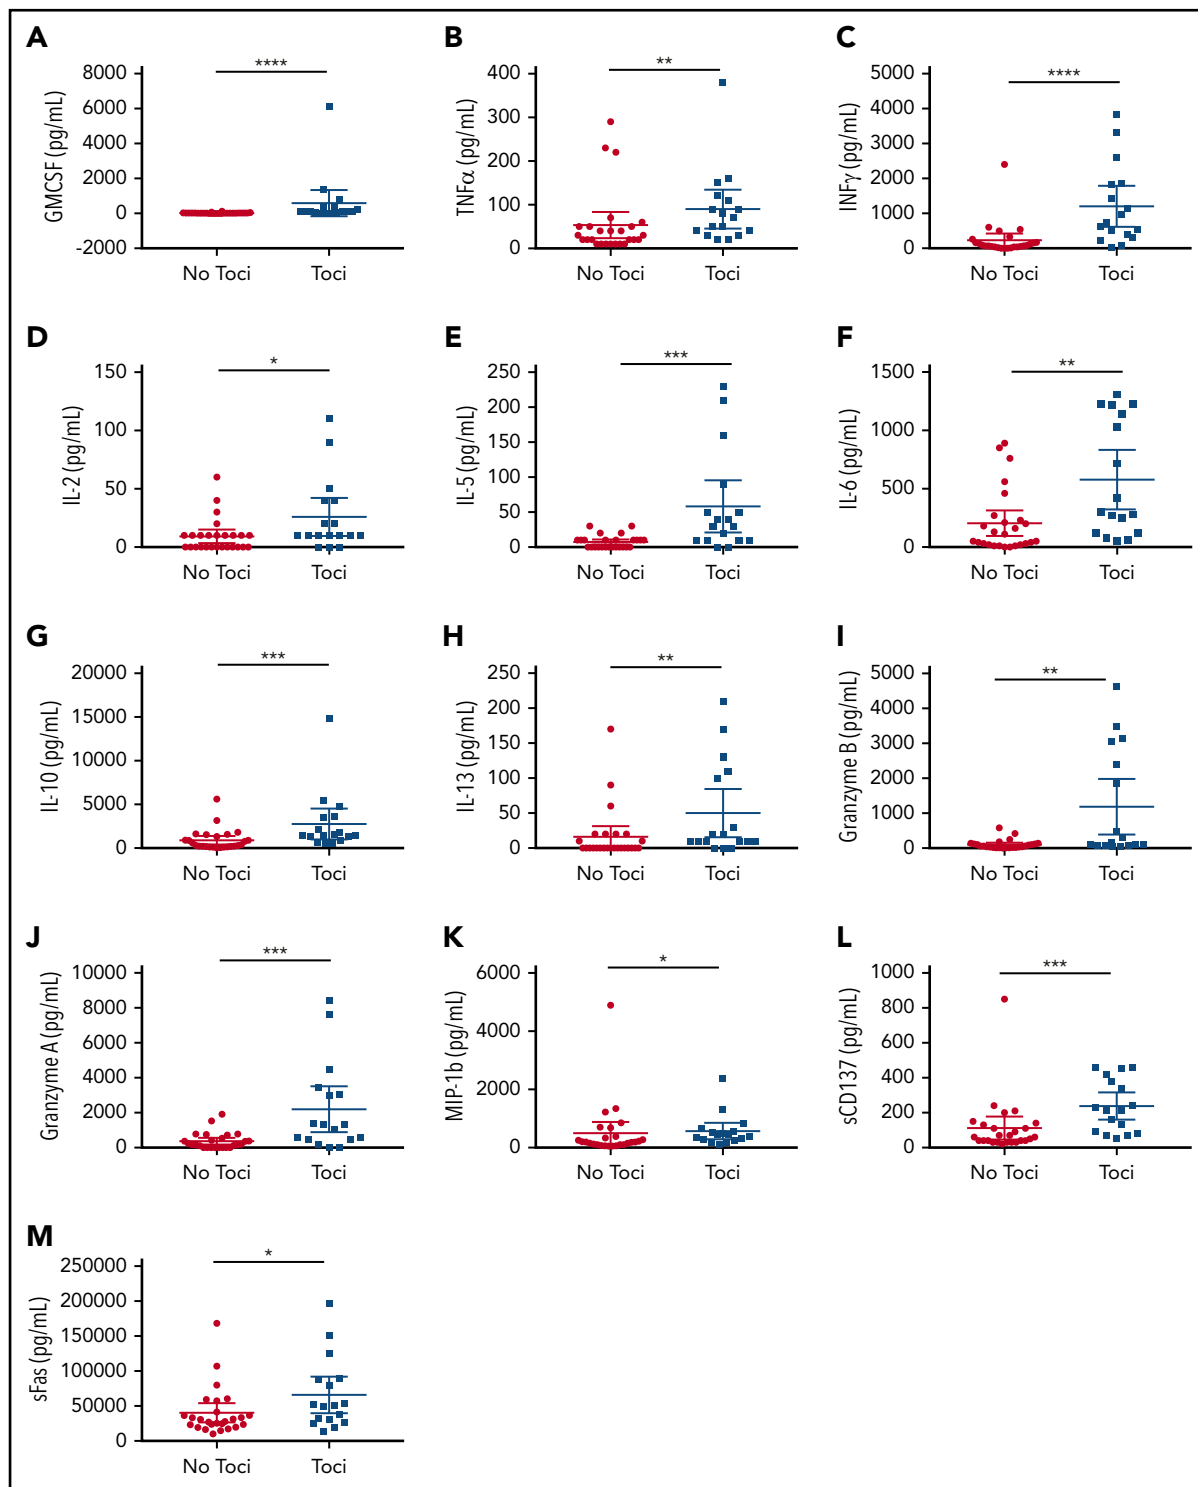 A
GMCSF (pg/mL)
8000
6000
4000
2000
0
-2000
****
No Toci
Toci
B
TNFα (pg/mL)
400
300
200
100
0
**
No Toci
Toci
C
INFγ (pg/mL)
5000
4000
3000
2000
1000
0
****
No Toci
Toci
D
IL-2 (pg/mL)
150
100
50
0
*
No Toci
Toci
E
IL-5 (pg/mL)
250
200
150
100
50
0
***
No Toci
Toci
F
IL-6 (pg/mL)
1500
1000
500
0
**
No Toci
Toci
G
IL-10 (pg/mL)
20000
15000
10000
5000
0
***
No Toci
Toci
H
IL-13 (pg/mL)
250
200
150
100
50
0
**
No Toci
Toci
I
Granzyme B (pg/mL)
5000
4000
3000
2000
1000
0
**
No Toci
Toci
J
Granzyme A (pg/mL)
10000
8000
6000
4000
2000
0
***
No Toci
Toci
K
MIP-1b (pg/mL)
6000
4000
2000
0
*
No Toci
Toci
L
sCD137 (pg/mL)
1000
800
600
400
200
0
***
No Toci
Toci
M
sFas (pg/mL)
250000
200000
150000
100000
50000
0
*
No Toci
Toci